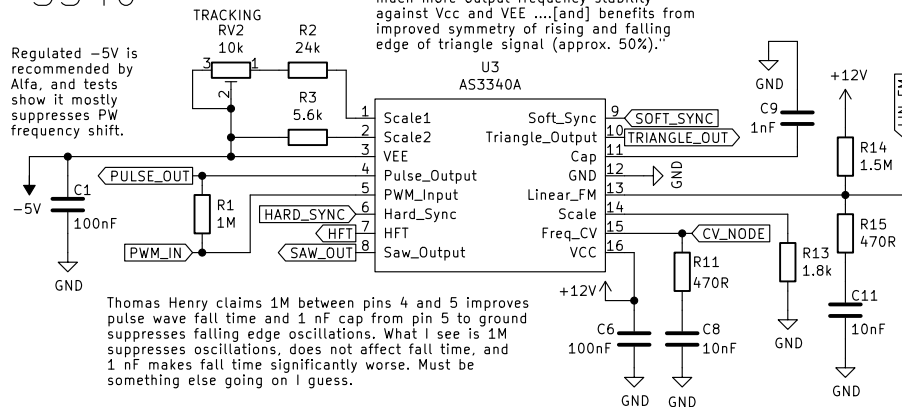 much more output frequency stability
against Vcc and VEE ....[and] benefits from
improved symmetry of rising and falling
edge of triangle signal (approx. 50%)."
TRACKING
RV2
10k
3
1
2
R2
24k
R3
5.6k
Regulated -5V is
recommended by
Alfa, and tests
show it mostly
suppresses PW
frequency shift.
U3
AS3340A
1 Scale1
2 Scale2
3 VEE
4 Pulse_Output
5 PWM_Input
6 Hard_Sync
7 HFT
8 Saw_Output
Soft_Sync 9
Triangle_Output 10
Cap 11
GND 12
Linear_FM 13
Scale 14
Freq_CV 15
VCC 16
SOFT_SYNC
TRIANGLE_OUT
GND
C9
1nF
GND
+12V
R14
1.5M
R15
470R
C11
10nF
GND
CV_NODE
R13
1.8k
GND
R11
470R
C8
10nF
GND
+12V
C6
100nF
GND
PULSE_OUT
R1
1M
PWM_IN
HARD_SYNC
HFT
SAW_OUT
-5V
C1
100nF
GND
Thomas Henry claims 1M between pins 4 and 5 improves
pulse wave fall time and 1 nF cap from pin 5 to ground
suppresses falling edge oscillations. What I see is 1M
suppresses oscillations, does not affect fall time, and
1 nF makes fall time significantly worse. Must be
something else going on I guess.